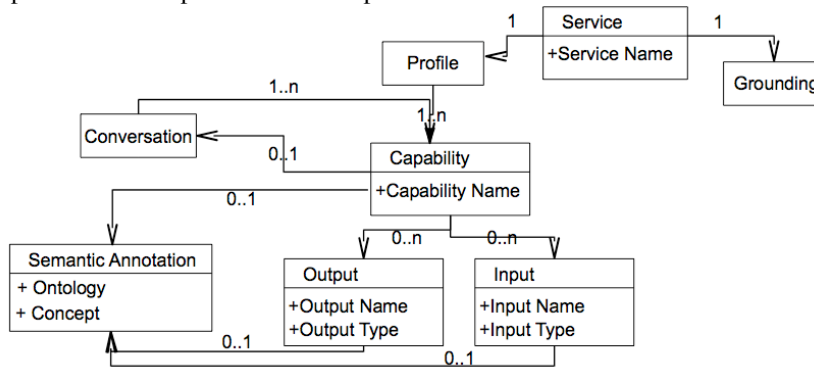 1
Service
1
+Service Name
Profile
Grounding
1..n
1..n
Conversation
0..1
Capability
+Capability Name
0..1
0..n
0..n
Semantic Annotation
+ Ontology
+ Concept
Output
+Output Name
+Output Type
Input
+Input Name
+Input Type
0..1
0..1